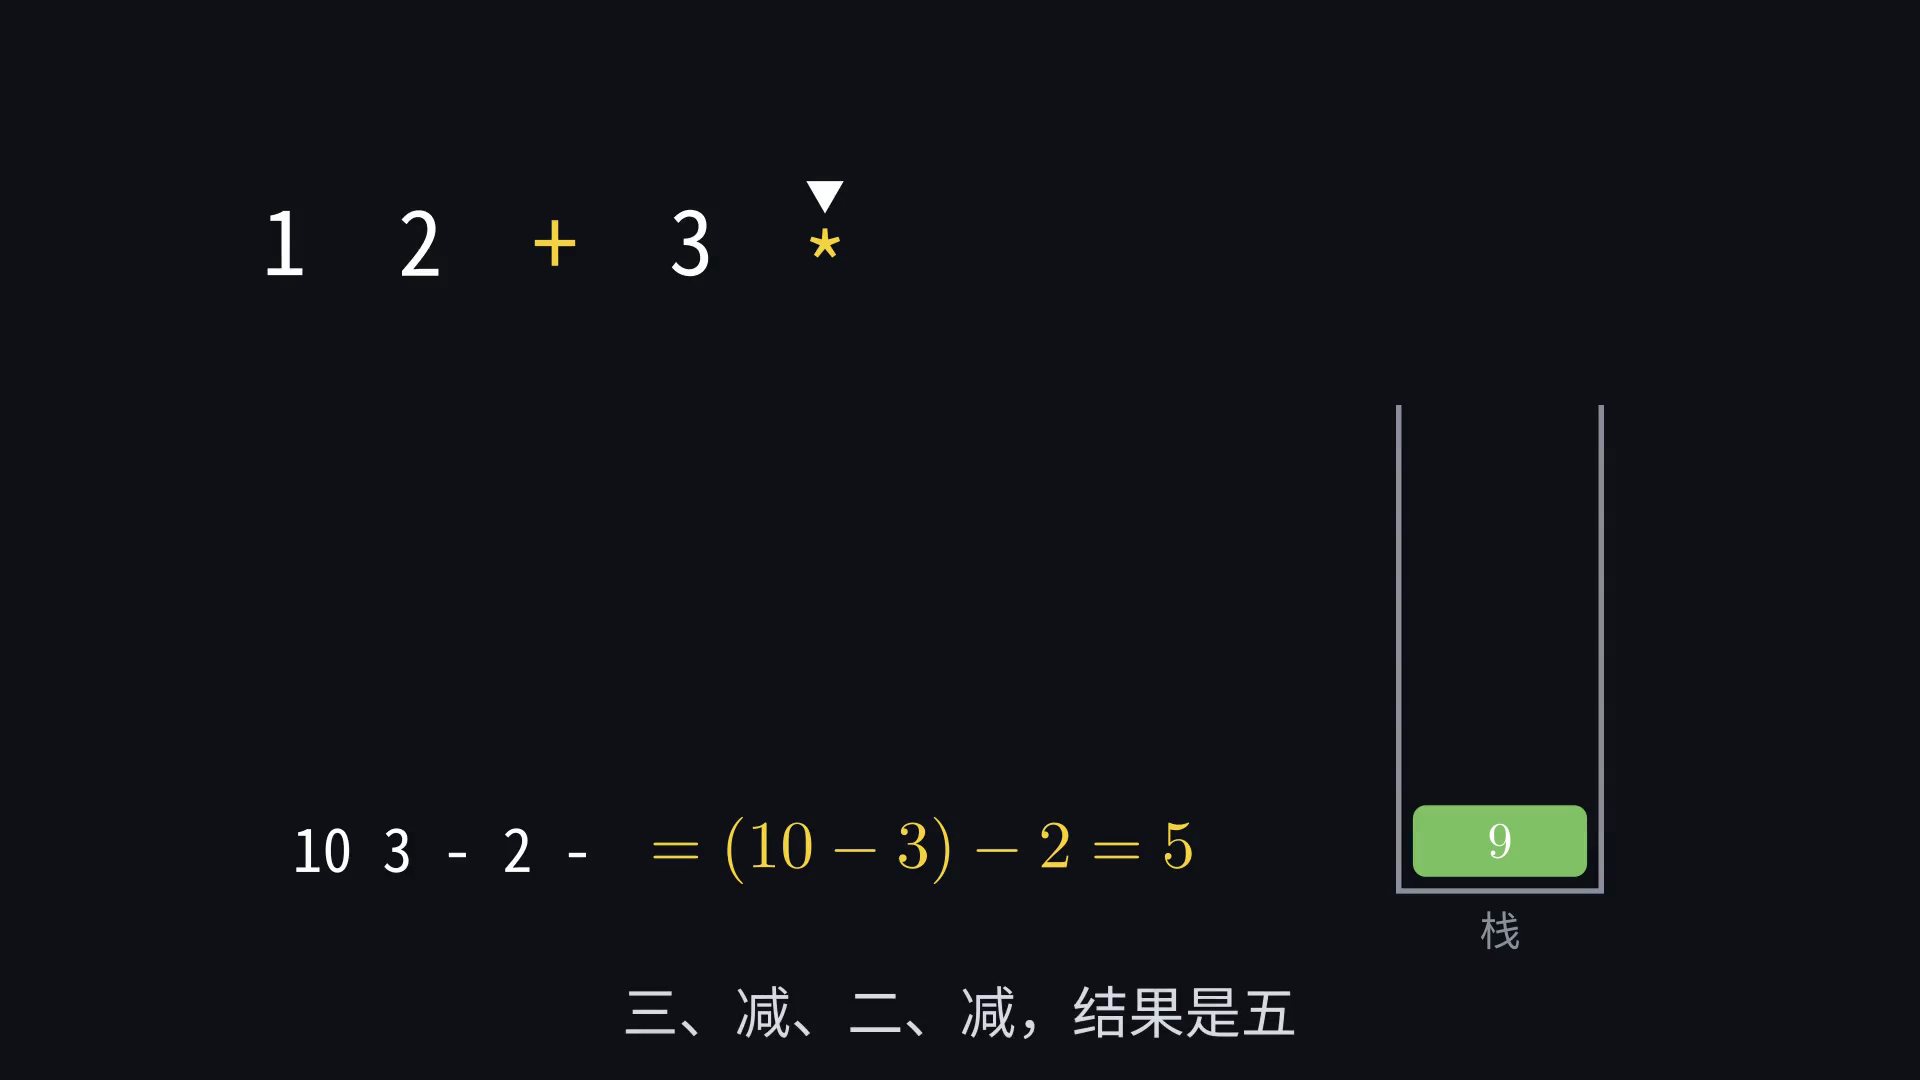 1 2 + 3 *
9
10 3 - 2 - = (10 − 3) − 2 = 5
栈
三、减、二、减，结果是五